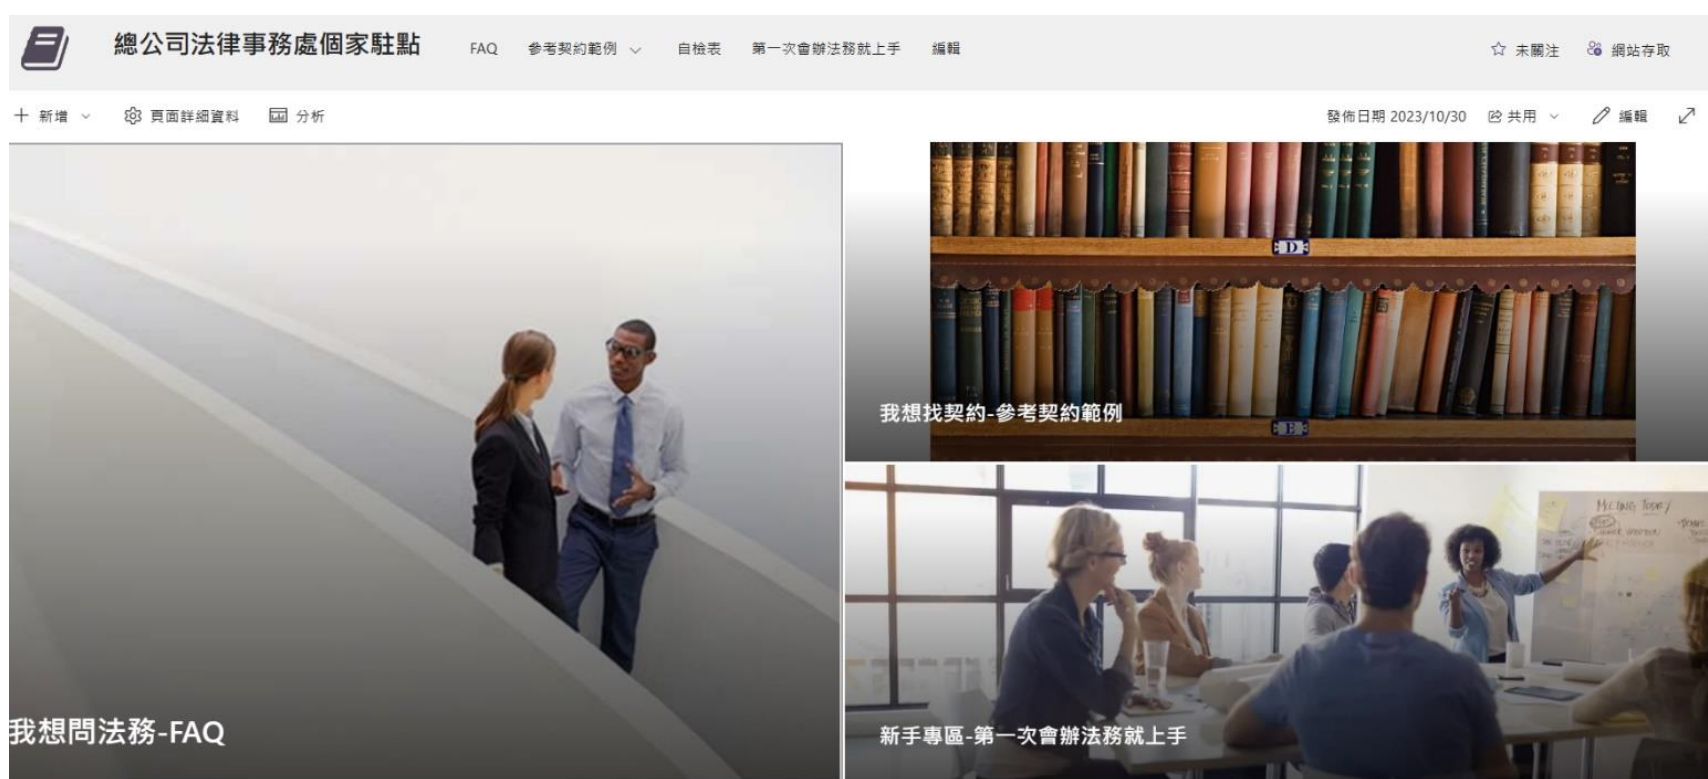 總公司法律事務處個家駐點
FAQ
參考契約範例
自檢表
第一次會辦法務就上手
編輯
未關注
網站存取
新增
頁面詳細資料
分析
發佈日期 2023/10/30
共用
編輯
D
我想找契約-參考契約範例
E
MEETING TODAY
我想問法務-FAQ
新手專區-第一次會辦法務就上手